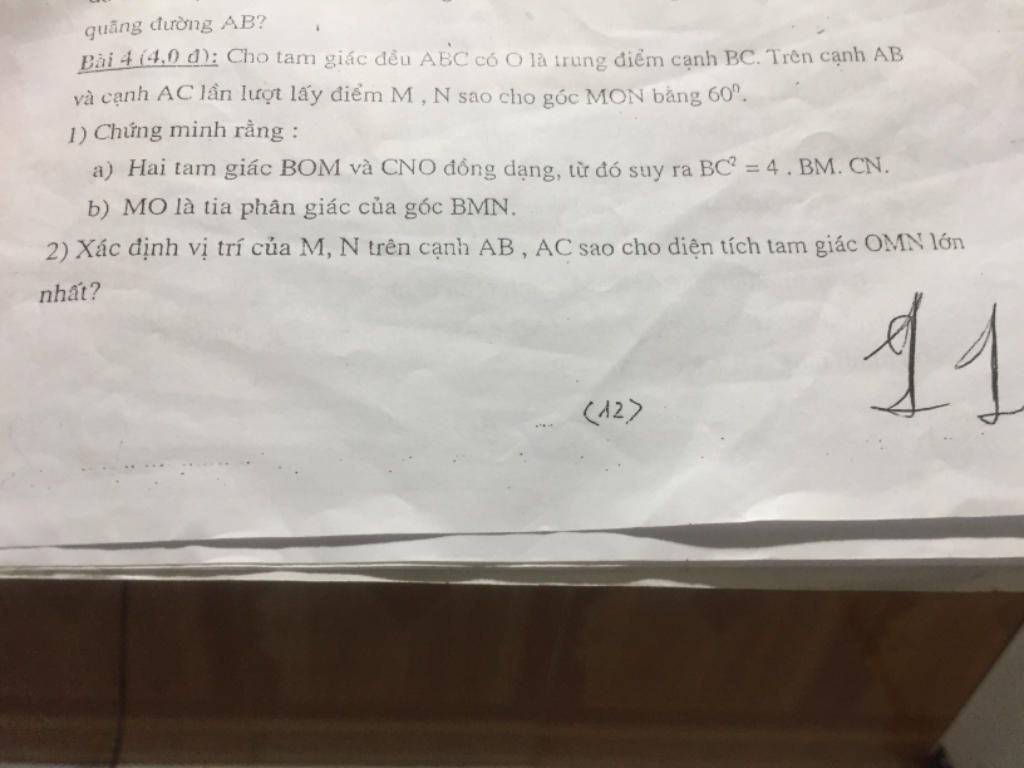 quãng đường AB?
Bài 4 (4,0 đ): Cho tam giác đều ABC có O là trung điểm cạnh BC. Trên cạnh AB
và cạnh AC lần lượt lấy điểm M , N sao cho góc MON bằng 60⁰.
1) Chứng minh rằng :
a) Hai tam giác BOM và CNO đồng dạng, từ đó suy ra BC² = 4 . BM. CN.
b) MO là tia phân giác của góc BMN.
2) Xác định vị trí của M, N trên cạnh AB , AC sao cho diện tích tam giác OMN lớn
nhất?
11
(12)